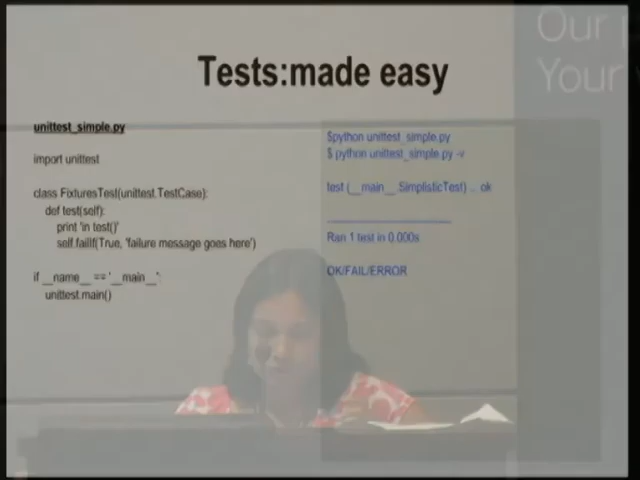 Our
Your
Tests:made easy
unittest_simple.py
import unittest
class FixturesTest(unittest.TestCase):
def test(self):
print 'in test()'
self.failIf(True, 'failure message goes here')
if __name__ == '__main__':
unittest.main()
$python unittest_simple.py
$ python unittest_simple.py -v
test (__main__.SimplisticTest) ... ok
Ran 1 test in 0.000s
OK/FAIL/ERROR